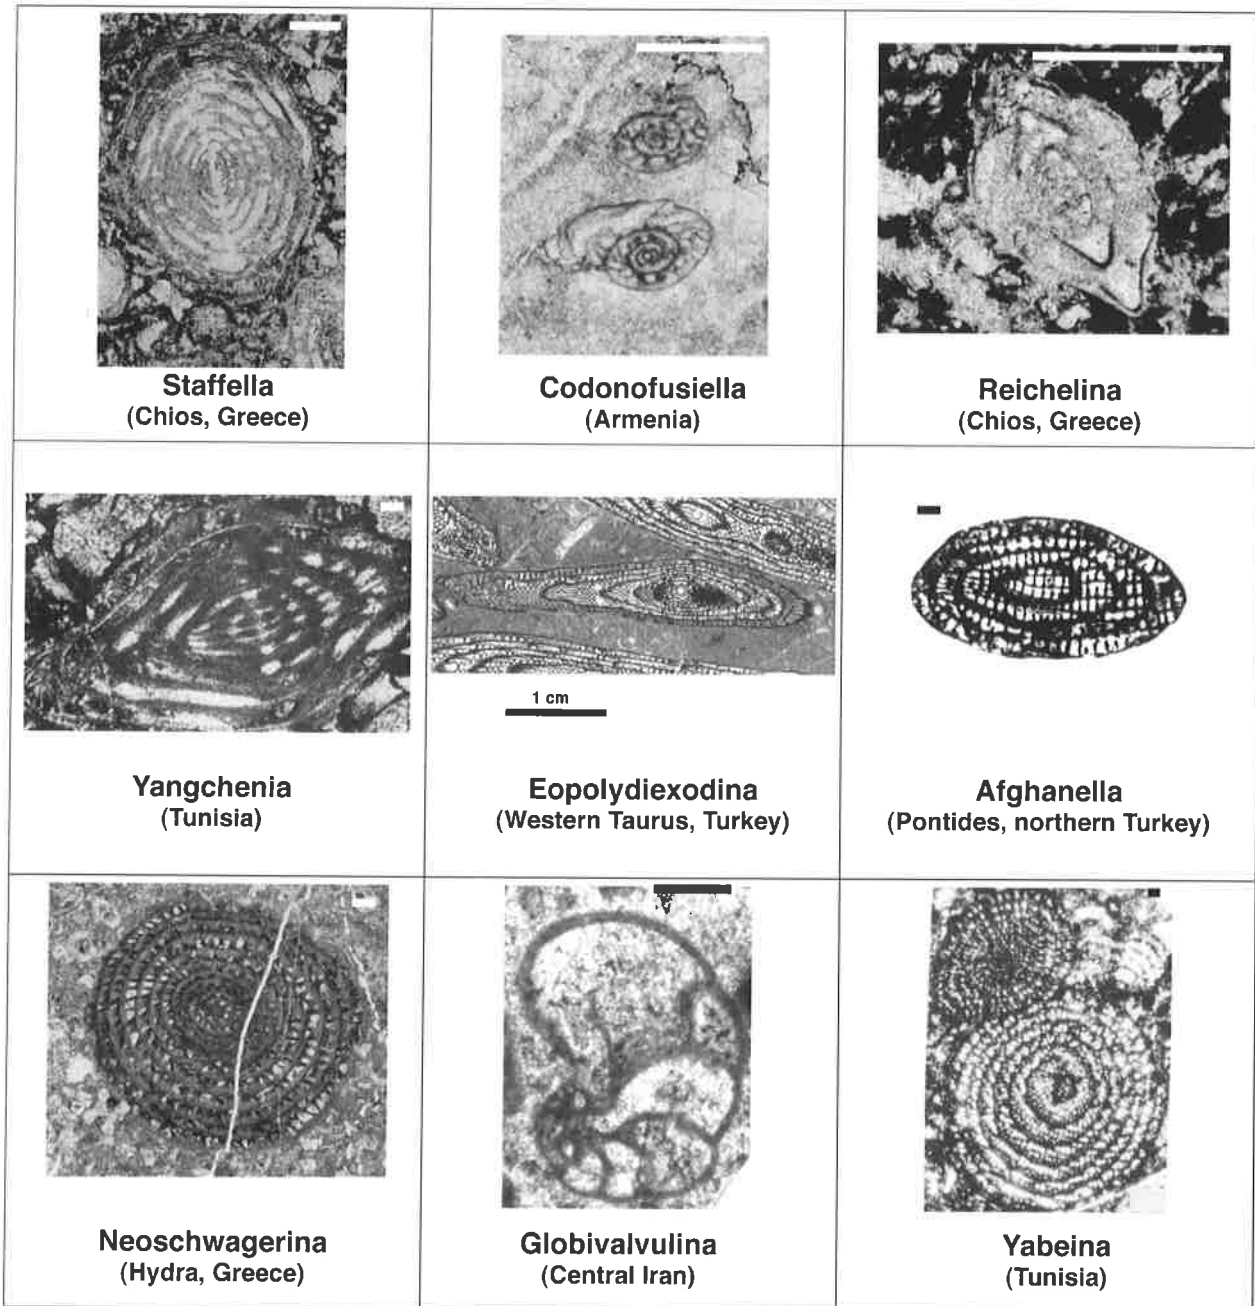 Staffella
(Chios, Greece)
Codonofusiella
(Armenia)
Reichelina
(Chios, Greece)
1 cm
Yangchenia
(Tunisia)
Eopolydiexodina
(Western Taurus, Turkey)
Afghanella
(Pontides, northern Turkey)
Neoschwagerina
(Hydra, Greece)
Globivalvulina
(Central Iran)
Yabeina
(Tunisia)